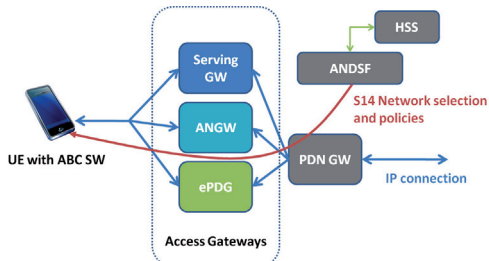 HSS
Serving
GW
ANDSF
S14 Network selection
and policies
ANGW
UE with ABC SW
PDN GW
ePDG
IP connection
Access Gateways